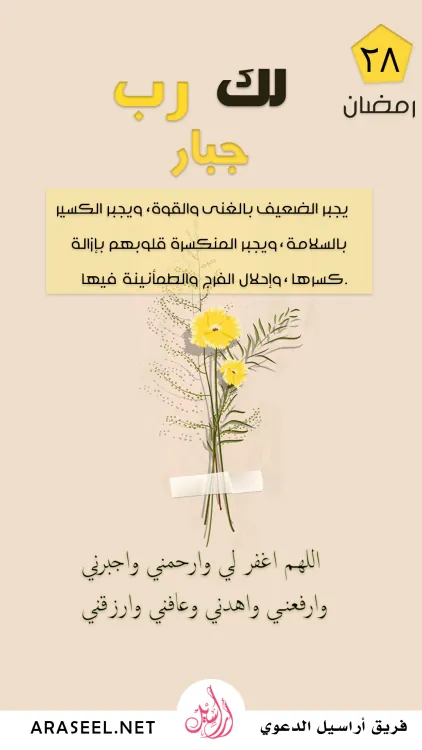 ٢٨
رمضان
لك رب
جبار
يجبر الضعيف بالغنى والقوة، ويجبر الكسير
بالسلامة، ويجبر المنكسرة قلوبهم بإزالة
كسرها، وإحلال الفرج والطمأنينة فيها.
اللهم اغفر لي وارحمني واجبرني
وارفعني واهدني وعافني وارزقني
فريق أراسيل الدعوي
أراسيل
ARASEEL.NET